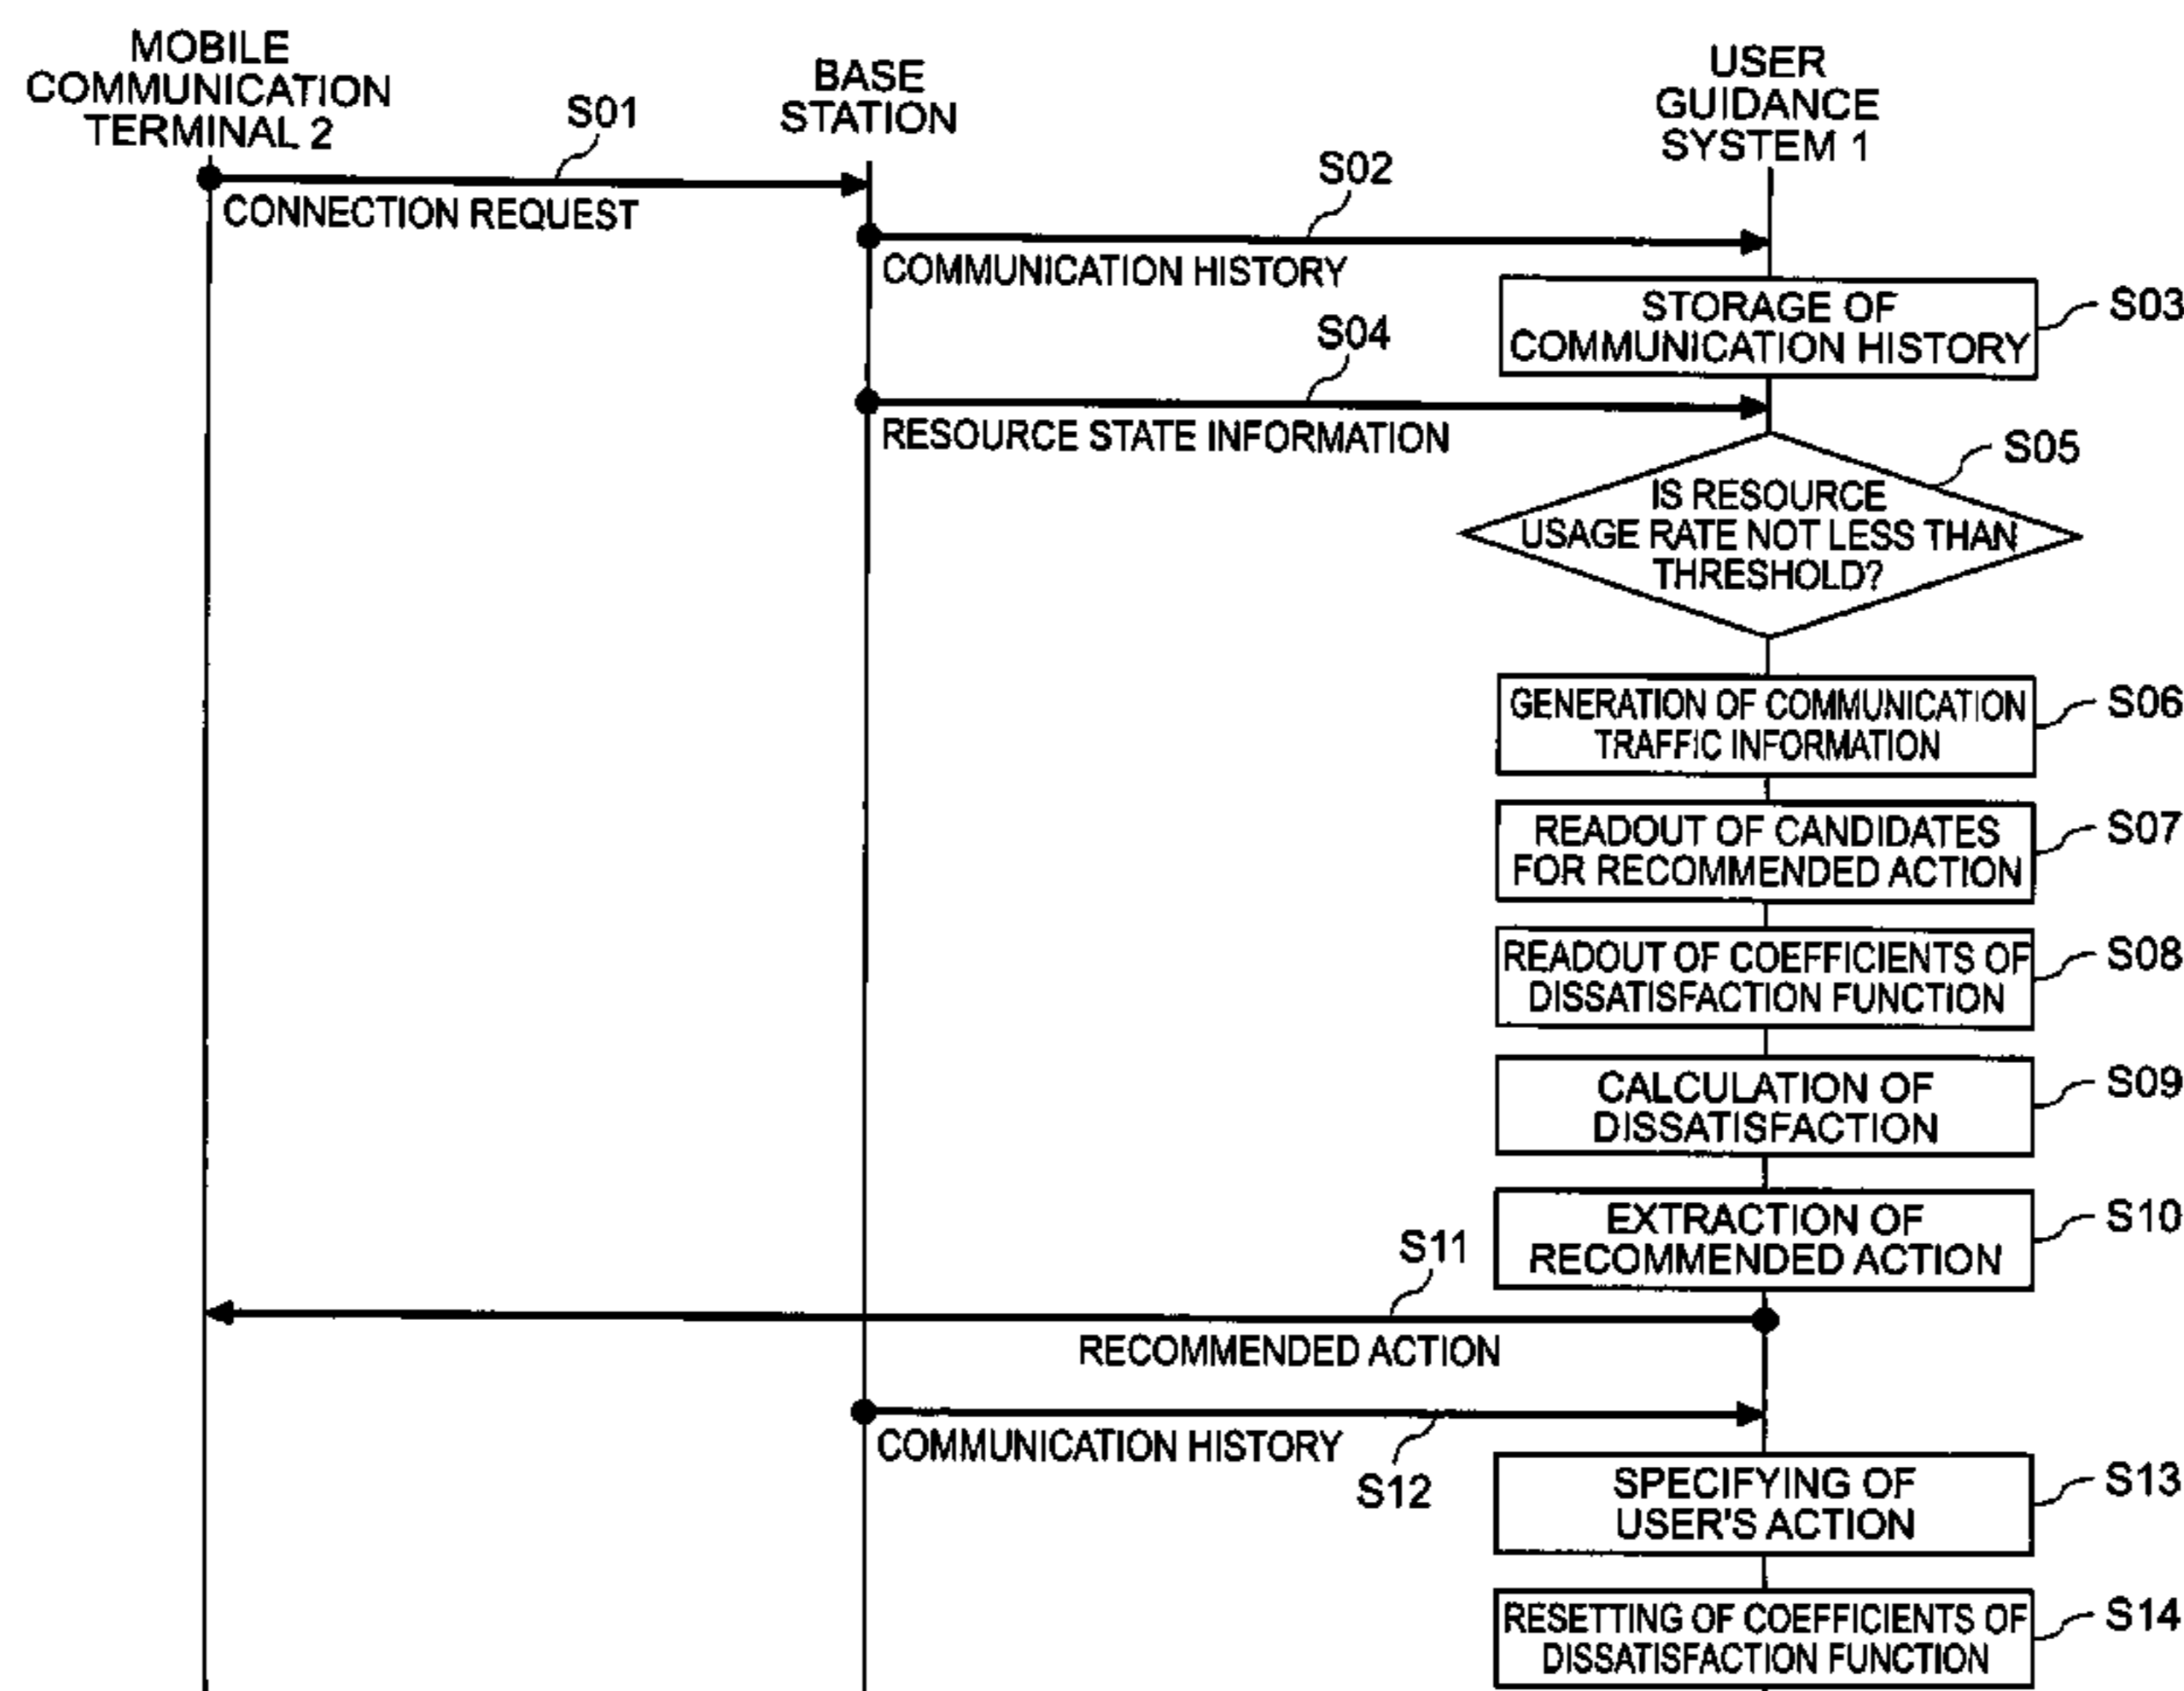 MOBILE
COMMUNICATION
TERMINAL 2
BASE
STATION
USER
GUIDANCE
SYSTEM 1
S01
CONNECTION REQUEST
S02
COMMUNICATION HISTORY
STORAGE OF
COMMUNICATION HISTORY
S03
S04
RESOURCE STATE INFORMATION
S05
IS RESOURCE
USAGE RATE NOT LESS THAN
THRESHOLD?
GENERATION OF COMMUNICATION
TRAFFIC INFORMATION
S06
READOUT OF CANDIDATES
FOR RECOMMENDED ACTION
S07
READOUT OF COEFFICIENTS OF
DISSATISFACTION FUNCTION
S08
CALCULATION OF
DISSATISFACTION
S09
EXTRACTION OF
RECOMMENDED ACTION
S10
S11
RECOMMENDED ACTION
COMMUNICATION HISTORY
S12
SPECIFYING OF
USER'S ACTION
S13
RESETTING OF COEFFICIENTS OF
DISSATISFACTION FUNCTION
S14